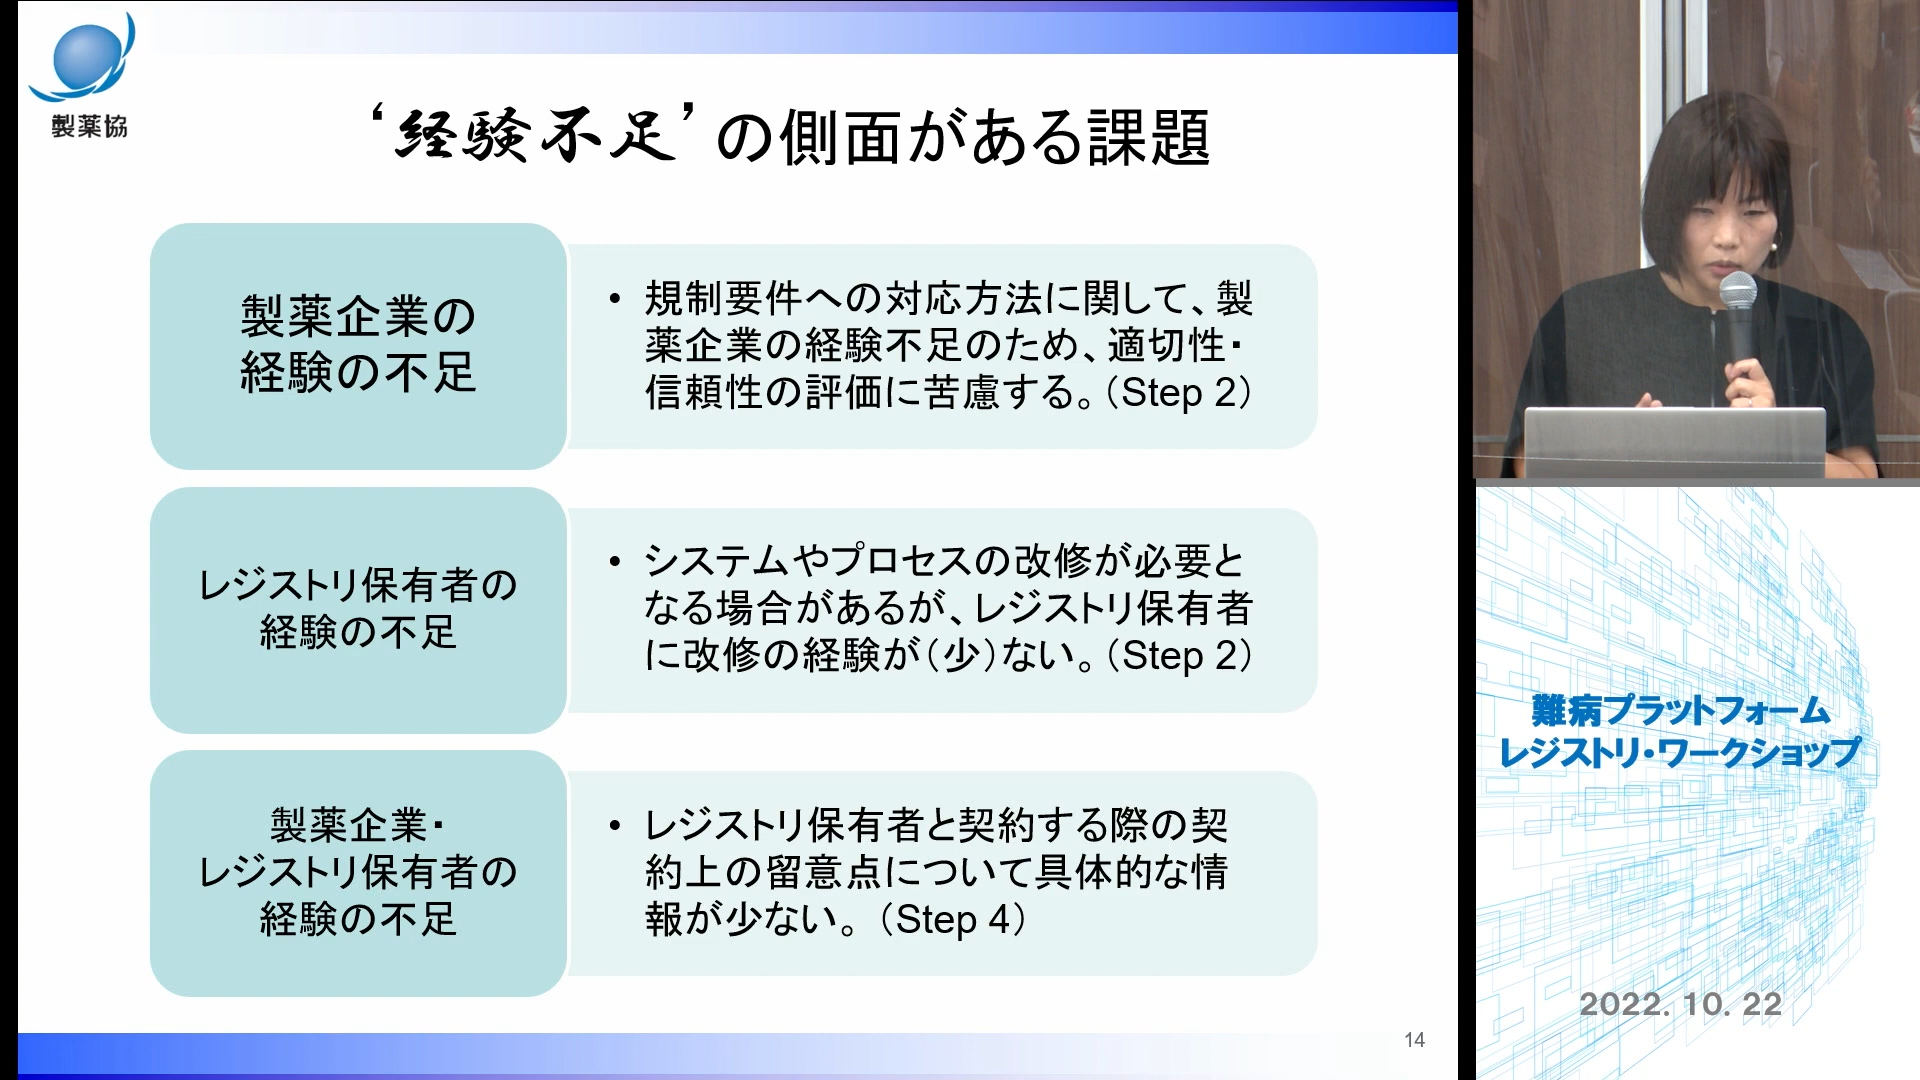 製薬協
‘経験不足’の側面がある課題
製薬企業の
経験の不足
• 規制要件への対応方法に関して、製
薬企業の経験不足のため、適切性・
信頼性の評価に苦慮する。（Step 2）
レジストリ保有者の
経験の不足
• システムやプロセスの改修が必要と
なる場合があるが、レジストリ保有者
に改修の経験が（少）ない。（Step 2）
製薬企業・
レジストリ保有者の
経験の不足
• レジストリ保有者と契約する際の契
約上の留意点について具体的な情
報が少ない。（Step 4）
14
難病プラットフォーム
レジストリ・ワークショップ
2022. 10. 22